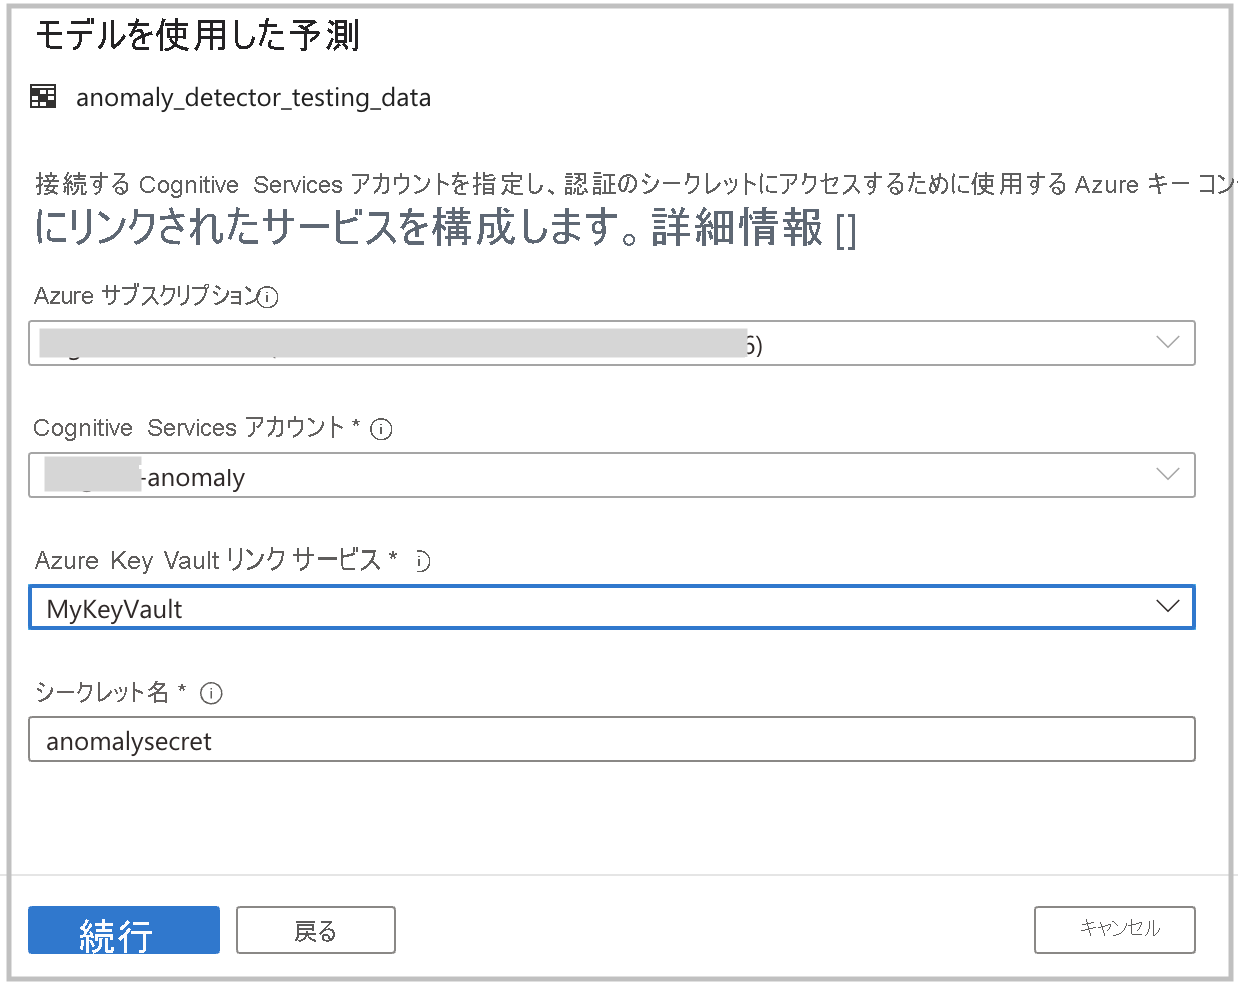 モデルを使用した予測
anomaly_detector_testing_data
接続する Cognitive Services アカウントを指定し、認証のシークレットにアクセスするために使用する Azure キー コン
にリンクされたサービスを構成します。詳細情報 []
Azure サブスクリプション
6)
Cognitive Services アカウント *
-anomaly
Azure Key Vault リンク サービス *
MyKeyVault
シークレット名 *
anomalysecret
続行 戻る キャンセル